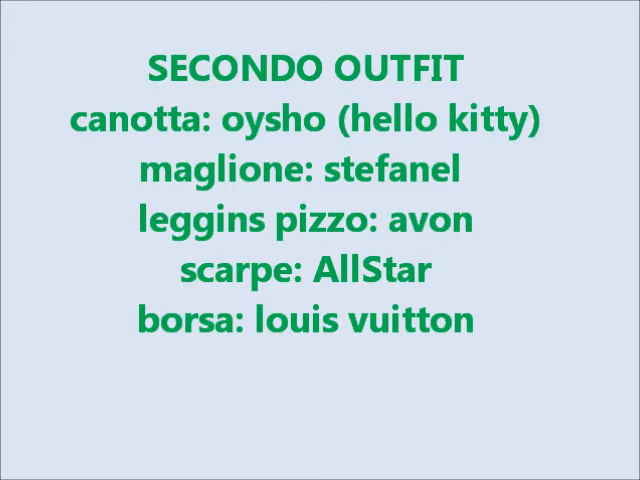 SECONDO OUTFIT
canotta: oysho (hello kitty)
maglione: stefanel
leggins pizzo: avon
scarpe: AllStar
borsa: louis vuitton